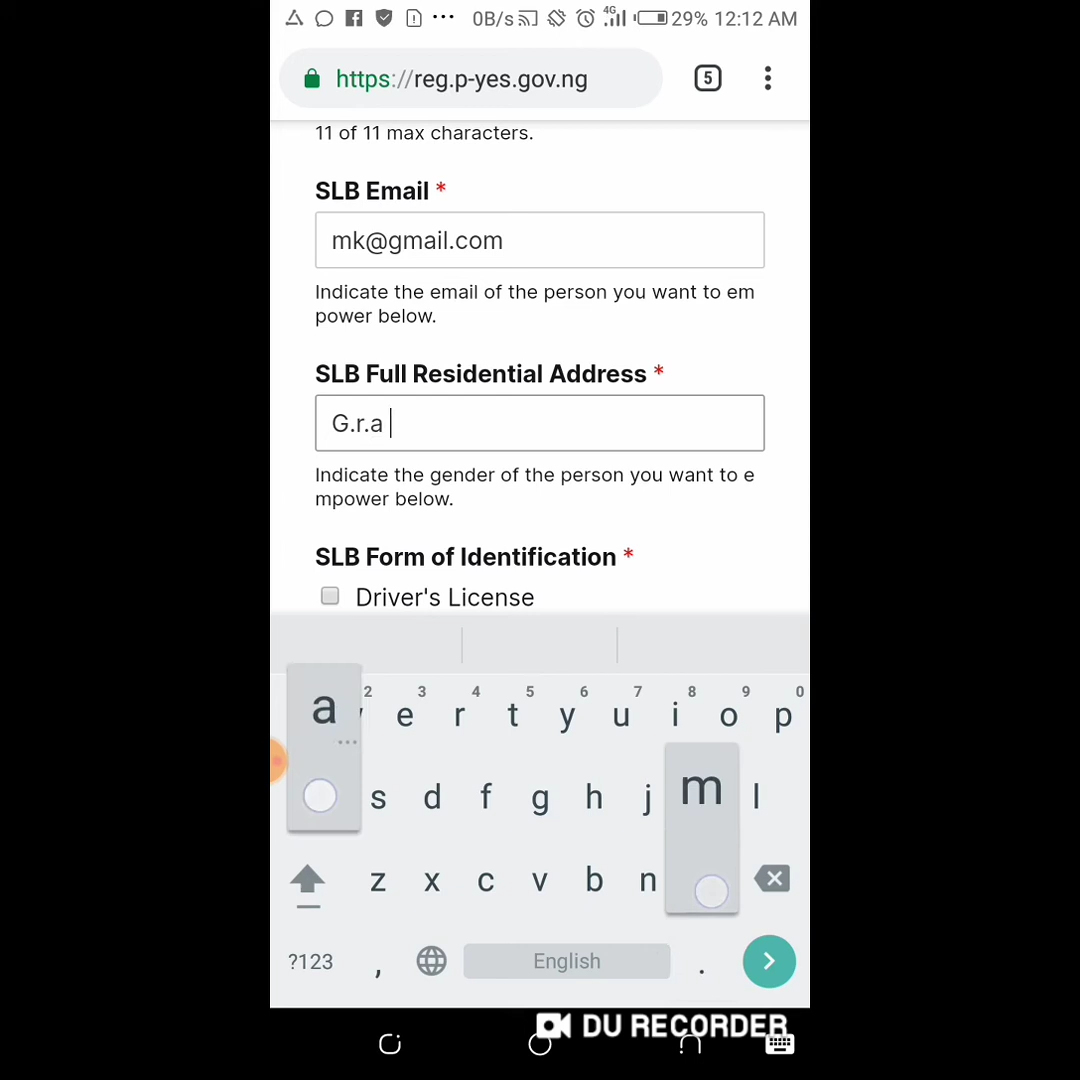 4G
0B/s 29% 12:12 AM
https://reg.p-yes.gov.ng 5
11 of 11 max characters.
SLB Email *
mk@gmail.com
Indicate the email of the person you want to em
power below.
SLB Full Residential Address *
G.r.a
Indicate the gender of the person you want to e
mpower below.
SLB Form of Identification *
Driver's License
2 3 4 5 6 7 8 9 0
a e r t y u i o p
s d f g h j m l
z x c v b n
?123 , English .
DU RECORDER